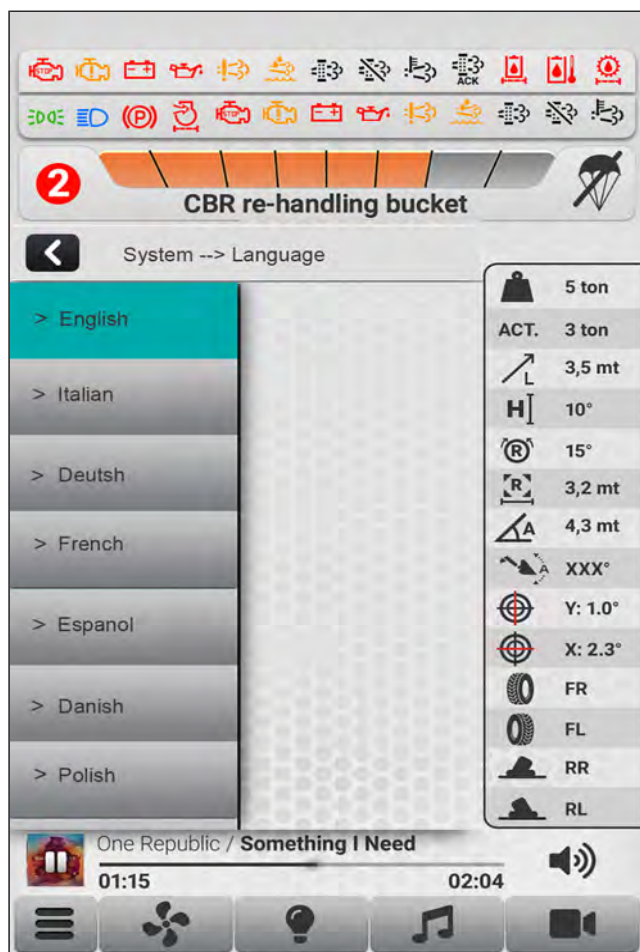 STOP
ACK
(P)
STOP
2
CBR re-handling bucket
System --> Language
> English
> Italian
> Deutsh
> French
> Espanol
> Danish
> Polish
5 ton
ACT. 3 ton
L 3,5 mt
H 10°
R 15°
R 3,2 mt
A 4,3 mt
A XXX°
Y: 1.0°
X: 2.3°
FR
FL
RR
RL
One Republic / Something I Need
01:15 02:04